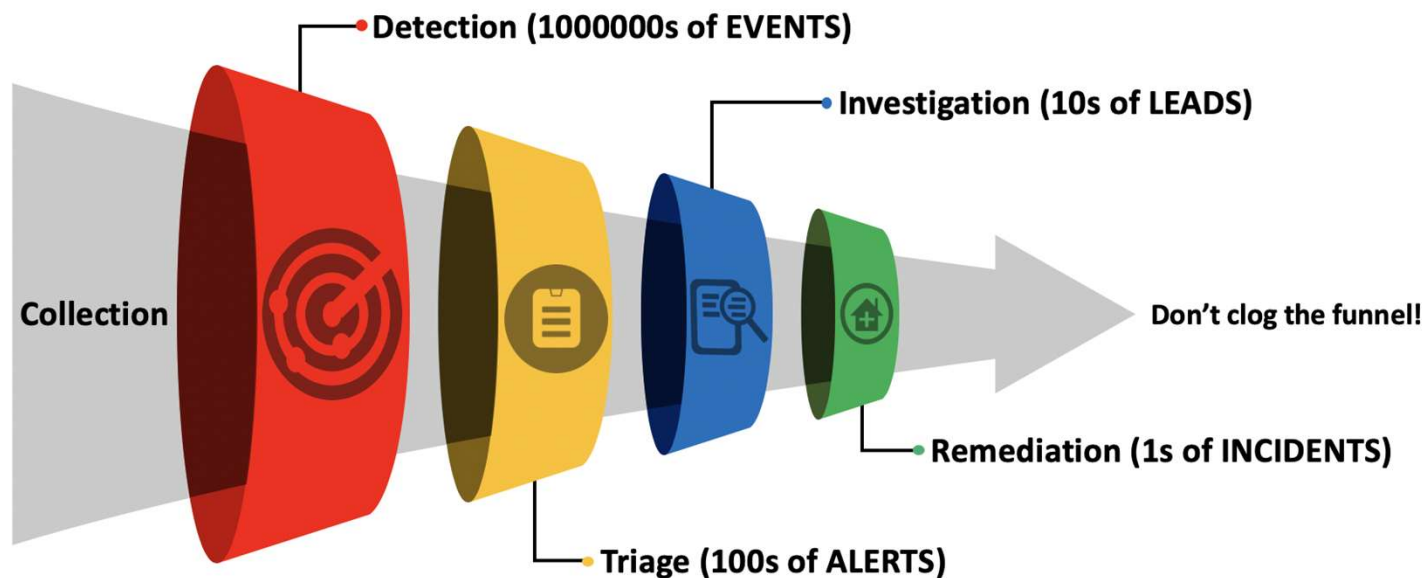 Detection (1000000s of EVENTS)
Investigation (10s of LEADS)
Collection
Don’t clog the funnel!
Remediation (1s of INCIDENTS)
Triage (100s of ALERTS)